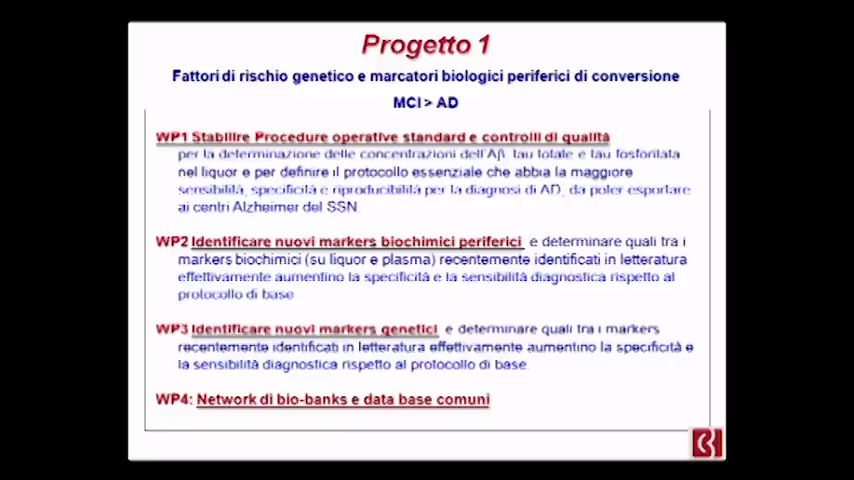 Progetto 1
Fattori di rischio genetico e marcatori biologici periferici di conversione
MCI > AD
WP1 Stabilire Procedure operative standard e controlli di qualità
per la determinazione delle concentrazioni dell'Aβ, tau totale e tau fosforilata
nel liquor e per definire il protocollo essenziale che abbia la maggiore
sensibilità, specificità e riproducibilità per la diagnosi di AD, da poter esportare
ai centri Alzheimer del SSN.
WP2 Identificare nuovi markers biochimici periferici e determinare quali tra i
markers biochimici (su liquor e plasma) recentemente identificati in letteratura
effettivamente aumentino la specificità e la sensibilità diagnostica rispetto al
protocollo di base
WP3 Identificare nuovi markers genetici e determinare quali tra i markers
recentemente identificati in letteratura effettivamente aumentino la specificità e
la sensibilità diagnostica rispetto al protocollo di base.
WP4: Network di bio-banks e data base comuni